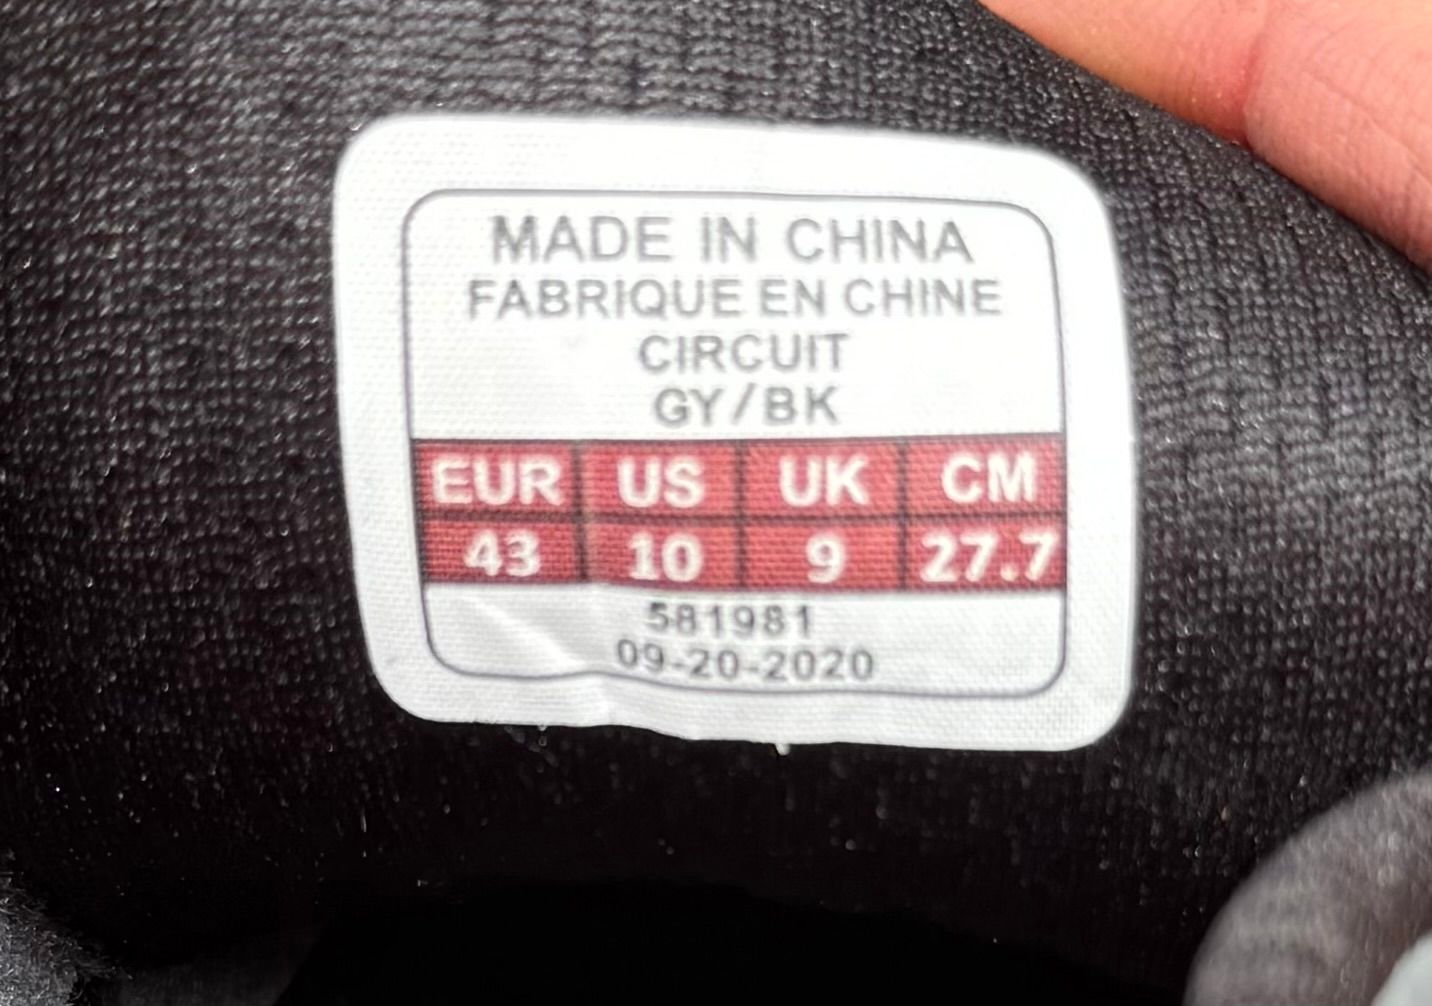 MADE IN CHINA
FABRIQUE EN CHINE
CIRCUIT
GY/BK
EUR US UK CM
43 10 9 27.7
581981
09-20-2020